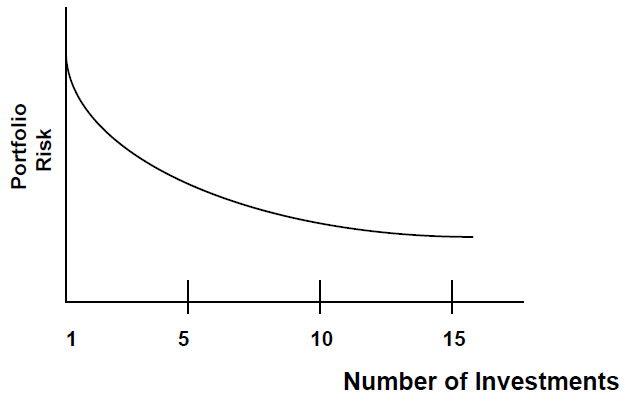 Portfolio
Risk
1 5 10 15
Number of Investments